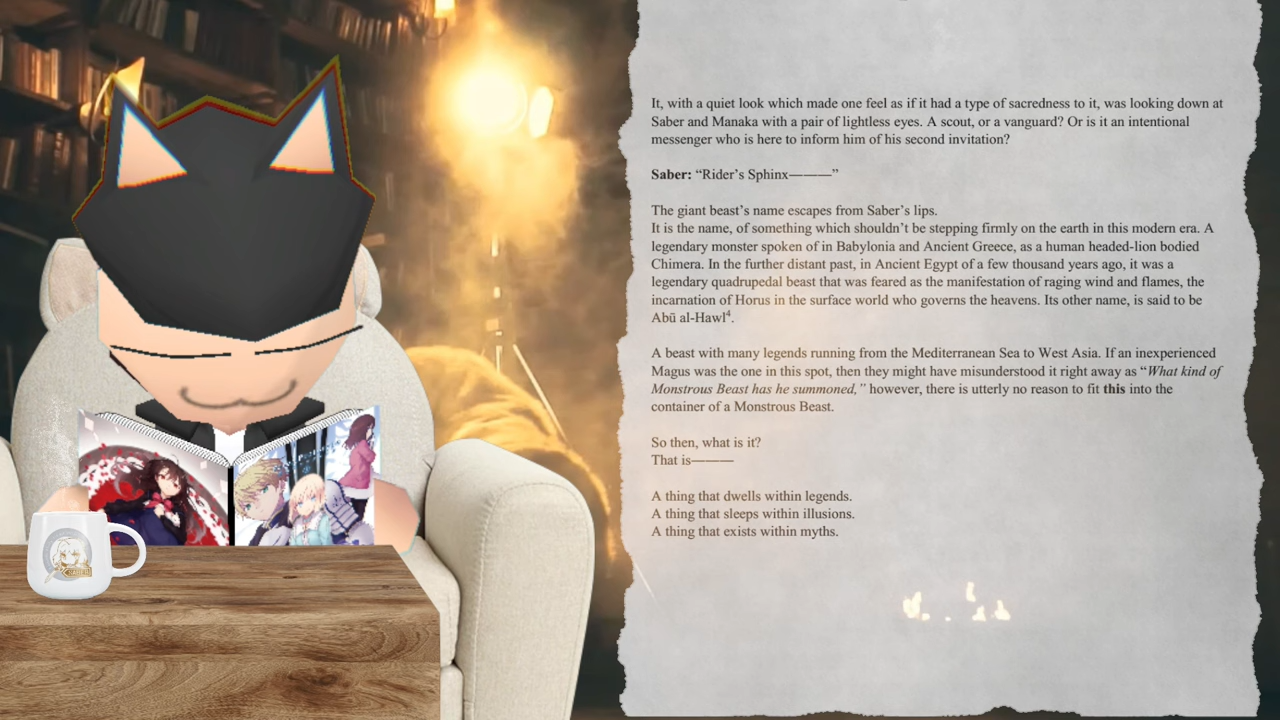 It, with a quiet look which made one feel as if it had a type of sacredness to it, was looking down at
Saber and Manaka with a pair of lightless eyes. A scout, or a vanguard? Or is it an intentional
messenger who is here to inform him of his second invitation?
Saber: “Rider’s Sphinx———”
The giant beast’s name escapes from Saber’s lips.
It is the name, of something which shouldn’t be stepping firmly on the earth in this modern era. A
legendary monster spoken of in Babylonia and Ancient Greece, as a human headed-lion bodied
Chimera. In the further distant past, in Ancient Egypt of a few thousand years ago, it was a
legendary quadrupedal beast that was feared as the manifestation of raging wind and flames, the
incarnation of Horus in the surface world who governs the heavens. Its other name, is said to be
Abū al-Hawl⁴.
A beast with many legends running from the Mediterranean Sea to West Asia. If an inexperienced
Magus was the one in this spot, then they might have misunderstood it right away as “What kind of
Monstrous Beast has he summoned,” however, there is utterly no reason to fit this into the
container of a Monstrous Beast.
So then, what is it?
That is———
A thing that dwells within legends.
A thing that sleeps within illusions.
A thing that exists within myths.